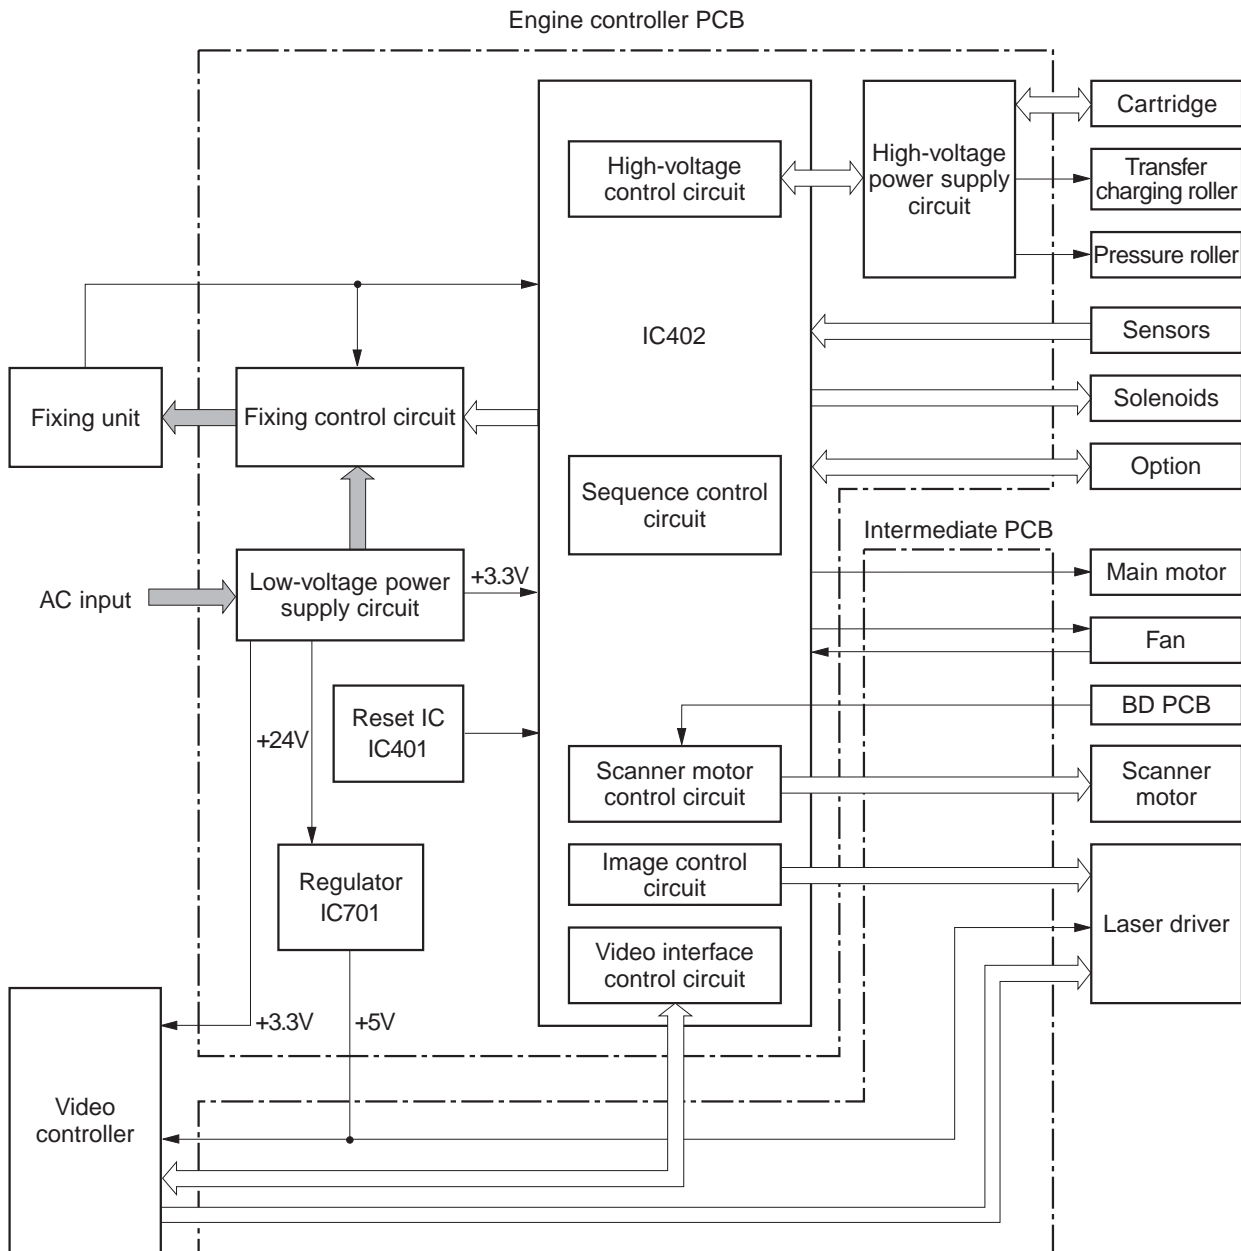 Engine controller PCB
High-voltage
control circuit
High-voltage
power supply
circuit
Cartridge
Transfer
charging roller
Pressure roller
IC402
Sensors
Fixing unit
Fixing control circuit
Solenoids
Option
Sequence control
circuit
Intermediate PCB
AC input
Low-voltage power
supply circuit
+3.3V
Main motor
Fan
Reset IC
IC401
+24V
BD PCB
Scanner motor
control circuit
Scanner
motor
Regulator
IC701
Image control
circuit
Laser driver
Video interface
control circuit
+3.3V
+5V
Video
controller